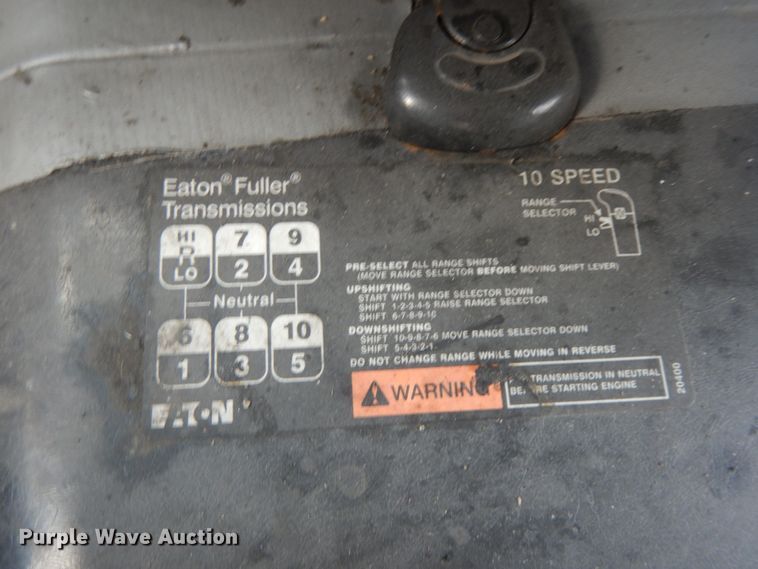 Eaton® Fuller®
Transmissions
10 SPEED
RANGE
SELECTOR
HI
LO
HI
R
LO
7
2
9
4
Neutral
6
1
8
3
10
5
EATON
PRE-SELECT ALL RANGE SHIFTS
(MOVE RANGE SELECTOR BEFORE MOVING SHIFT LEVER)
UPSHIFTING
START WITH RANGE SELECTOR DOWN
SHIFT 1-2-3-4-5 RAISE RANGE SELECTOR
SHIFT 6-7-8-9-10
DOWNSHIFTING
SHIFT 10-9-8-7-6 MOVE RANGE SELECTOR DOWN
SHIFT 5-4-3-2-1
DO NOT CHANGE RANGE WHILE MOVING IN REVERSE
WARNING
TRANSMISSION IN NEUTRAL
BEFORE STARTING ENGINE
20400
Purple Wave Auction